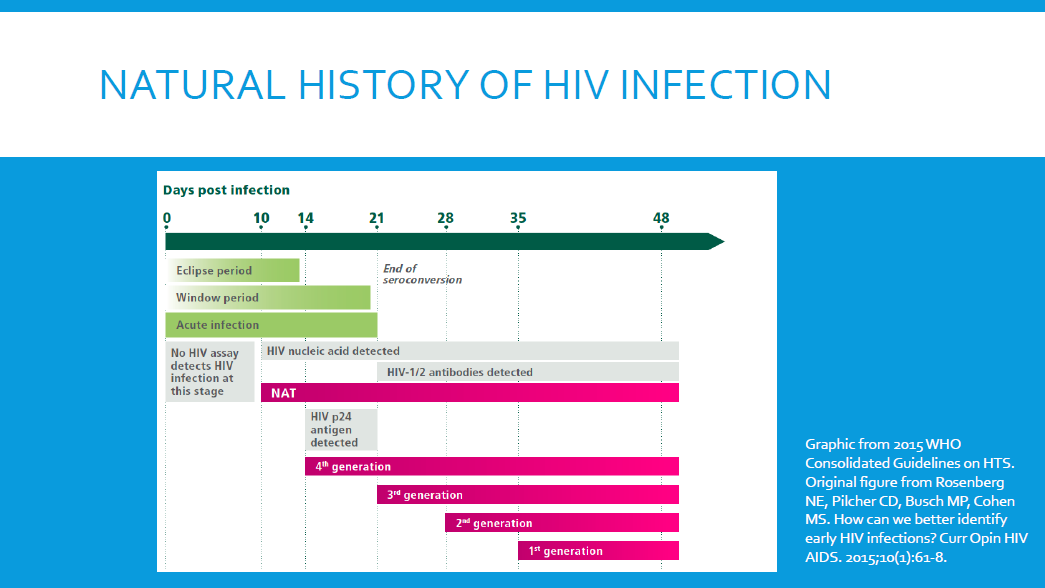 NATURAL HISTORY OF HIV INFECTION
Days post infection
0 10 14 21 28 35 48
Eclipse period
End of
seroconversion
Window period
Acute infection
No HIV assay
detects HIV
infection at
this stage
HIV nucleic acid detected
HIV-1/2 antibodies detected
NAT
HIV p24
antigen
detected
4th generation
3rd generation
2nd generation
1st generation
Graphic from 2015 WHO
Consolidated Guidelines on HTS.
Original figure from Rosenberg
NE, Pilcher CD, Busch MP, Cohen
MS. How can we better identify
early HIV infections? Curr Opin HIV
AIDS. 2015;10(1):61-8.